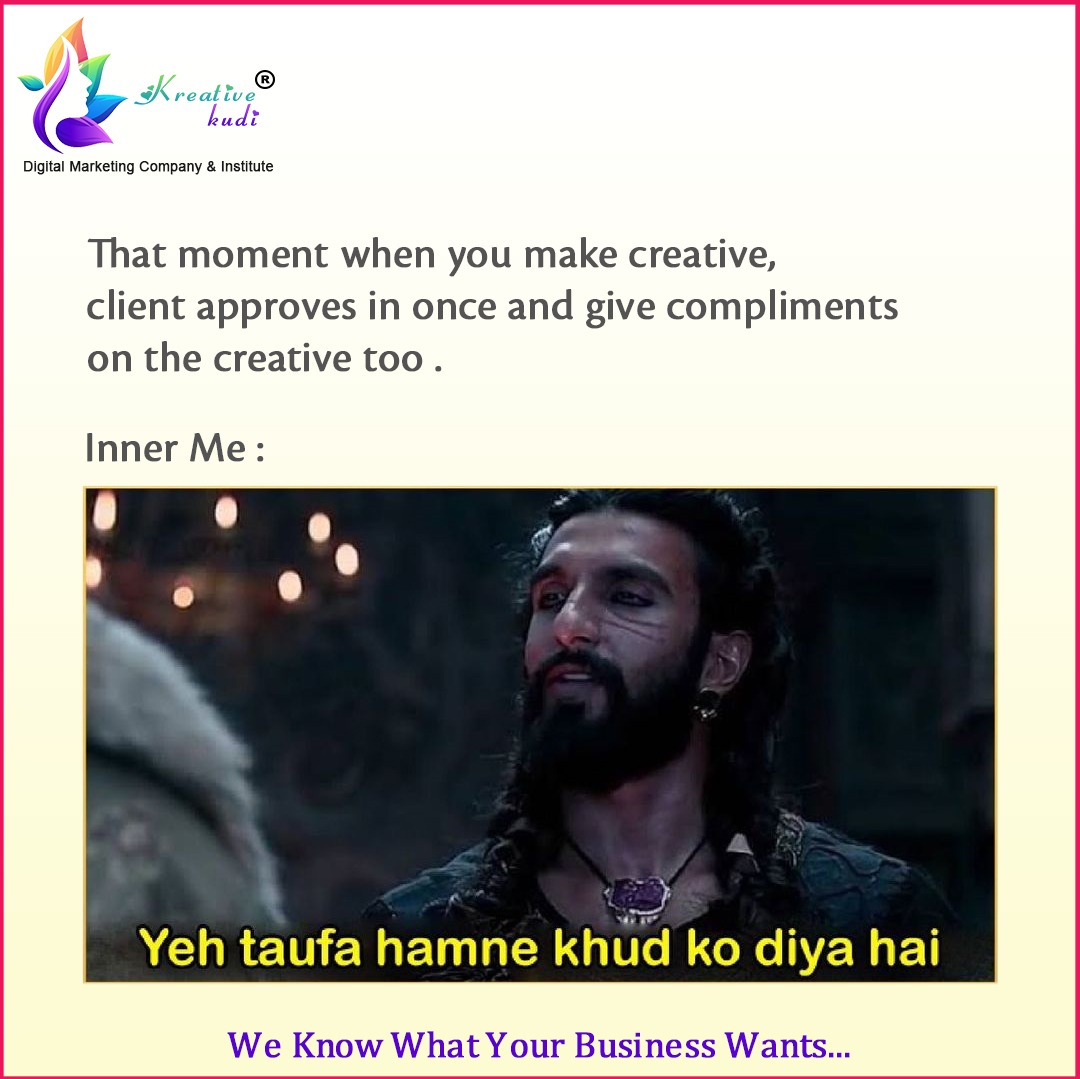 Kreative®
kudi
Digital Marketing Company & Institute
That moment when you make creative,
client approves in once and give compliments
on the creative too .
Inner Me :
Yeh taufa hamne khud ko diya hai
We Know What Your Business Wants...